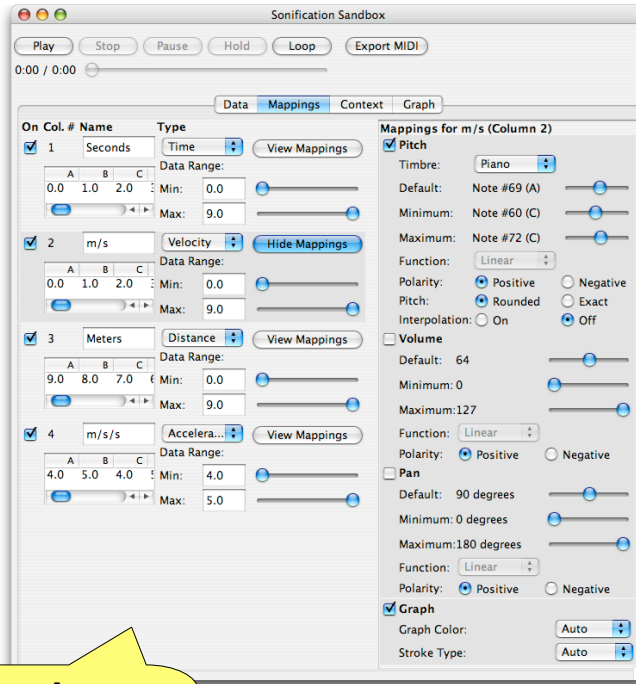 Sonification Sandbox
Play Stop Pause Hold Loop Export MIDI
0:00 / 0:00
Data Mappings Context Graph
On Col. # Name Type
1 Seconds Time View Mappings
Data Range:
A B C
0.0 1.0 2.0
Min: 0.0
Max: 9.0
2 m/s Velocity Hide Mappings
Data Range:
A B C
0.0 1.0 2.0
Min: 0.0
Max: 9.0
3 Meters Distance View Mappings
Data Range:
A B C
9.0 8.0 7.0
Min: 0.0
Max: 9.0
4 m/s/s Accelera... View Mappings
Data Range:
A B C
4.0 5.0 4.0
Min: 4.0
Max: 5.0
Mappings for m/s (Column 2)
Pitch
Timbre: Piano
Default: Note #69 (A)
Minimum: Note #60 (C)
Maximum: Note #72 (C)
Function: Linear
Polarity: Positive Negative
Pitch: Rounded Exact
Interpolation: On Off
Volume
Default: 64
Minimum: 0
Maximum:127
Function: Linear
Polarity: Positive Negative
Pan
Default: 90 degrees
Minimum: 0 degrees
Maximum:180 degrees
Function: Linear
Polarity: Positive Negative
Graph
Graph Color: Auto
Stroke Type: Auto